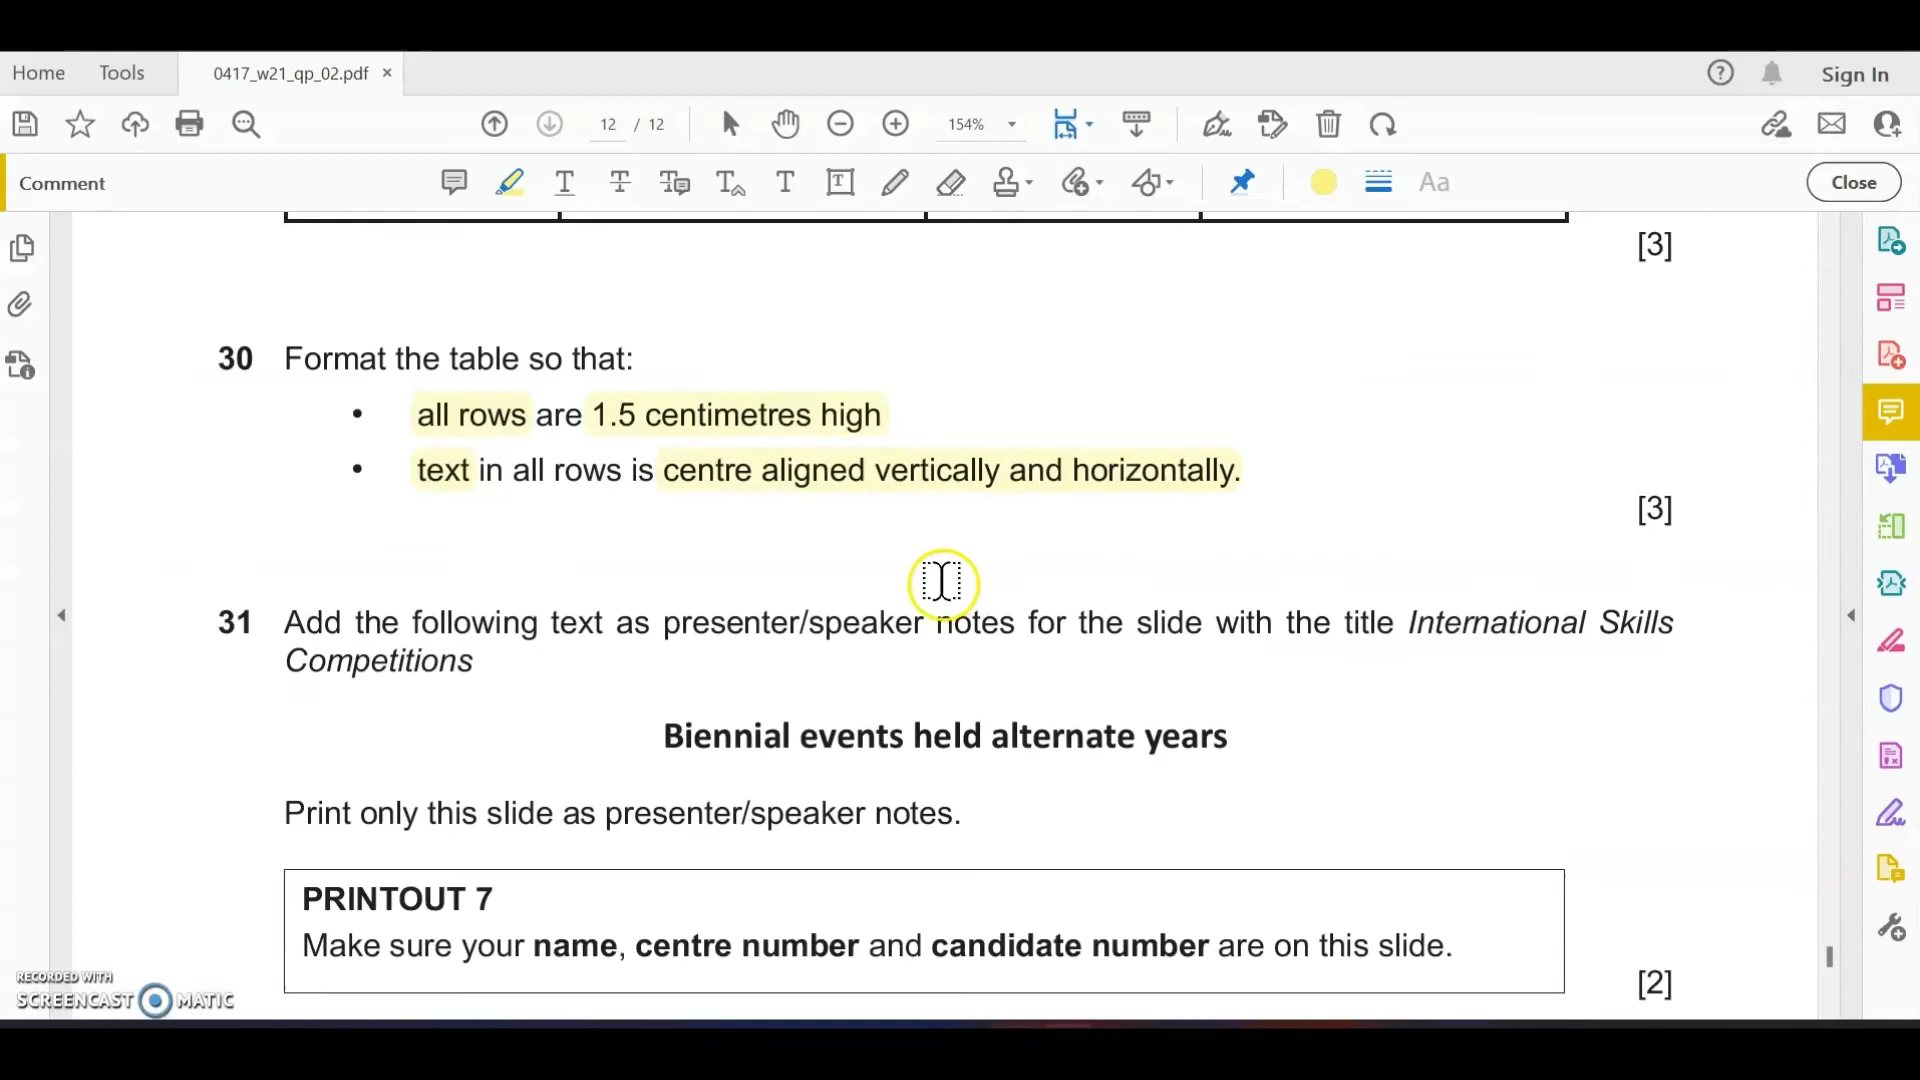 Home Tools 0417_w21_qp_02.pdf × ? Sign In
12 / 12 154%
Comment T T T T T T Aa Close
[3]
30 Format the table so that:
• all rows are 1.5 centimetres high
• text in all rows is centre aligned vertically and horizontally.
[3]
31 Add the following text as presenter/speaker notes for the slide with the title International Skills
Competitions
Biennial events held alternate years
Print only this slide as presenter/speaker notes.
PRINTOUT 7
Make sure your name, centre number and candidate number are on this slide.
[2]
RECORDED WITH
SCREENCAST MATIC